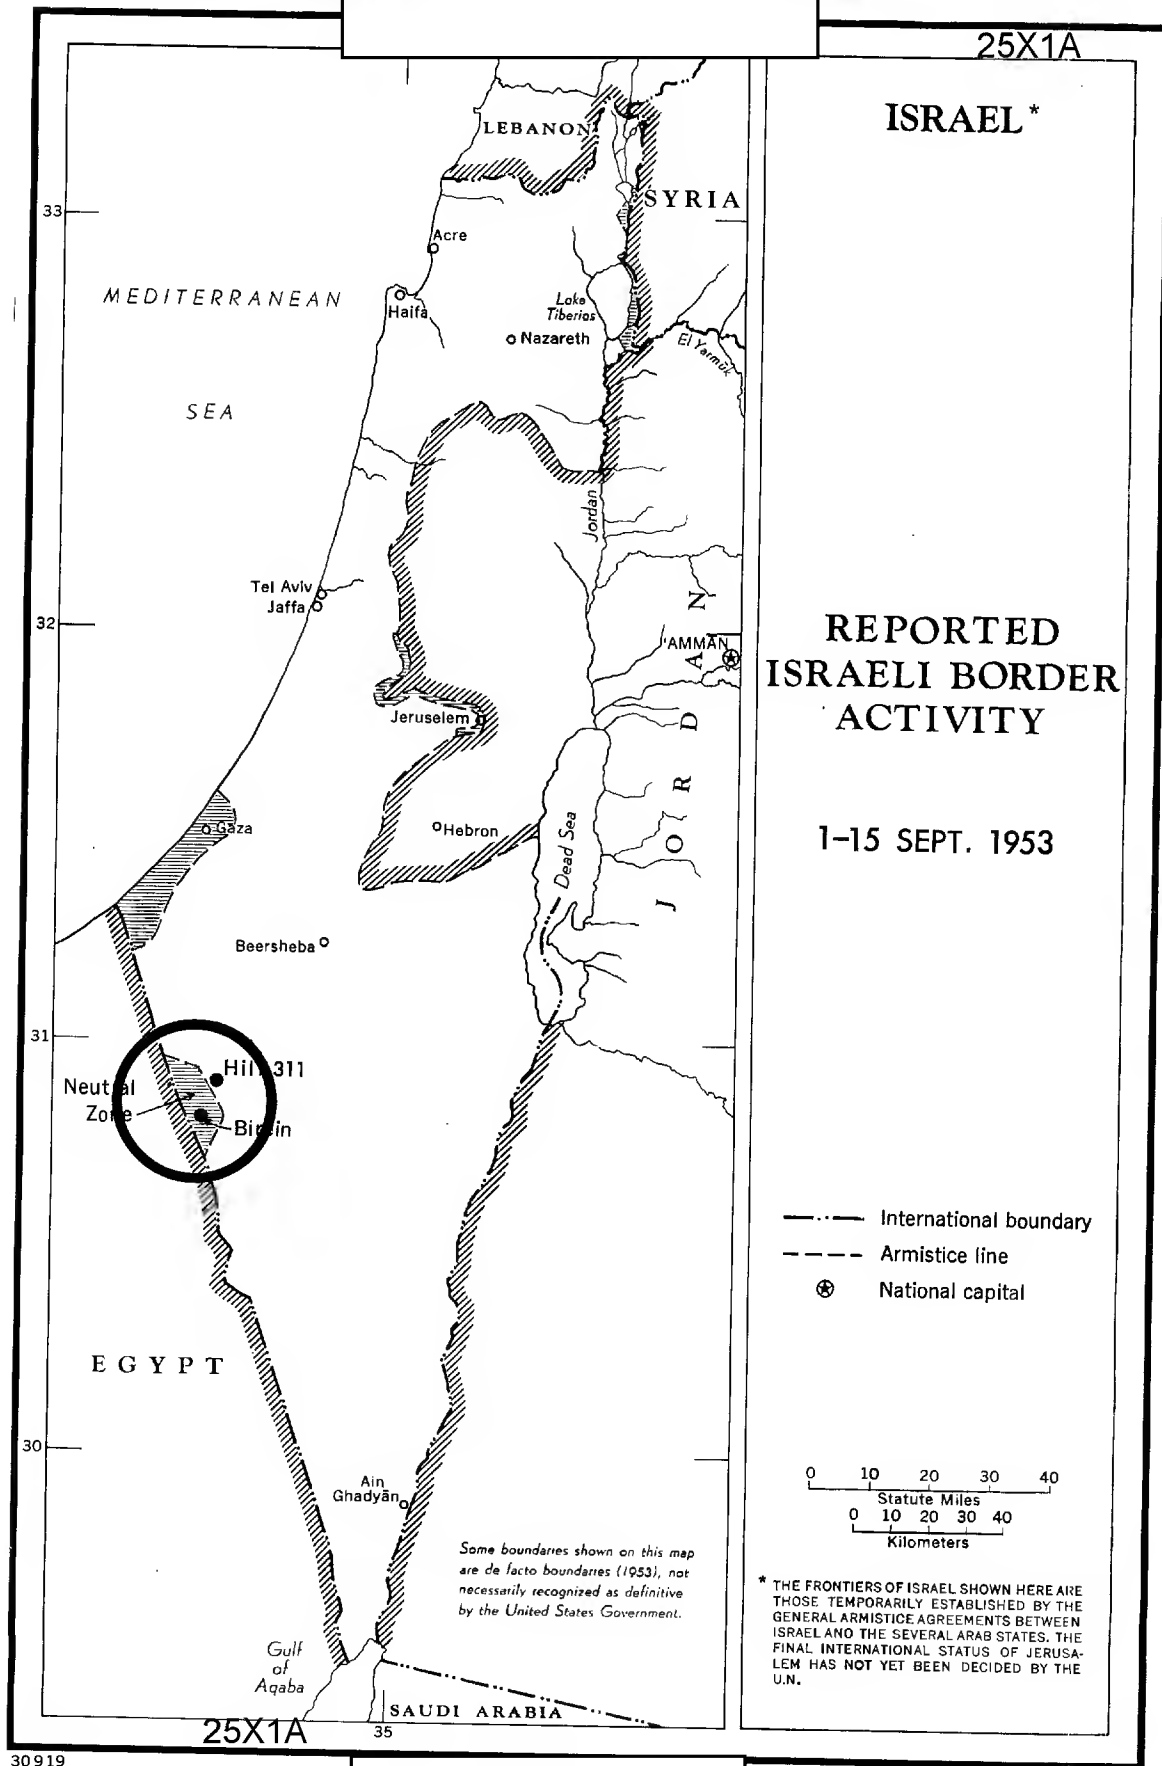 25X1A
ISRAEL*
LEBANON
SYRIA
33
Acre
MEDITERRANEAN
Haifa
Lake
Tiberias
Nazareth
El Yarmūk
SEA
Jordan
Tel Aviv
Jaffa
32
'AMMĀN
JORDAN
REPORTED
ISRAELI BORDER
ACTIVITY
Jeruselem
1–15 SEPT. 1953
Gaza
Hebron
Dead Sea
Beersheba
31
Hill 311
Neutral
Zone
Birein
International boundary
Armistice line
National capital
EGYPT
30
Ain
Ghadyān
0 10 20 30 40
Statute Miles
0 10 20 30 40
Kilometers
Some boundaries shown on this map
are de facto boundaries (1953), not
necessarily recognized as definitive
by the United States Government.
* THE FRONTIERS OF ISRAEL SHOWN HERE ARE
THOSE TEMPORARILY ESTABLISHED BY THE
GENERAL ARMISTICE AGREEMENTS BETWEEN
ISRAEL AND THE SEVERAL ARAB STATES. THE
FINAL INTERNATIONAL STATUS OF JERUSA-
LEM HAS NOT YET BEEN DECIDED BY THE
U.N.
Gulf
of
Aqaba
SAUDI ARABIA
25X1A
35
30919